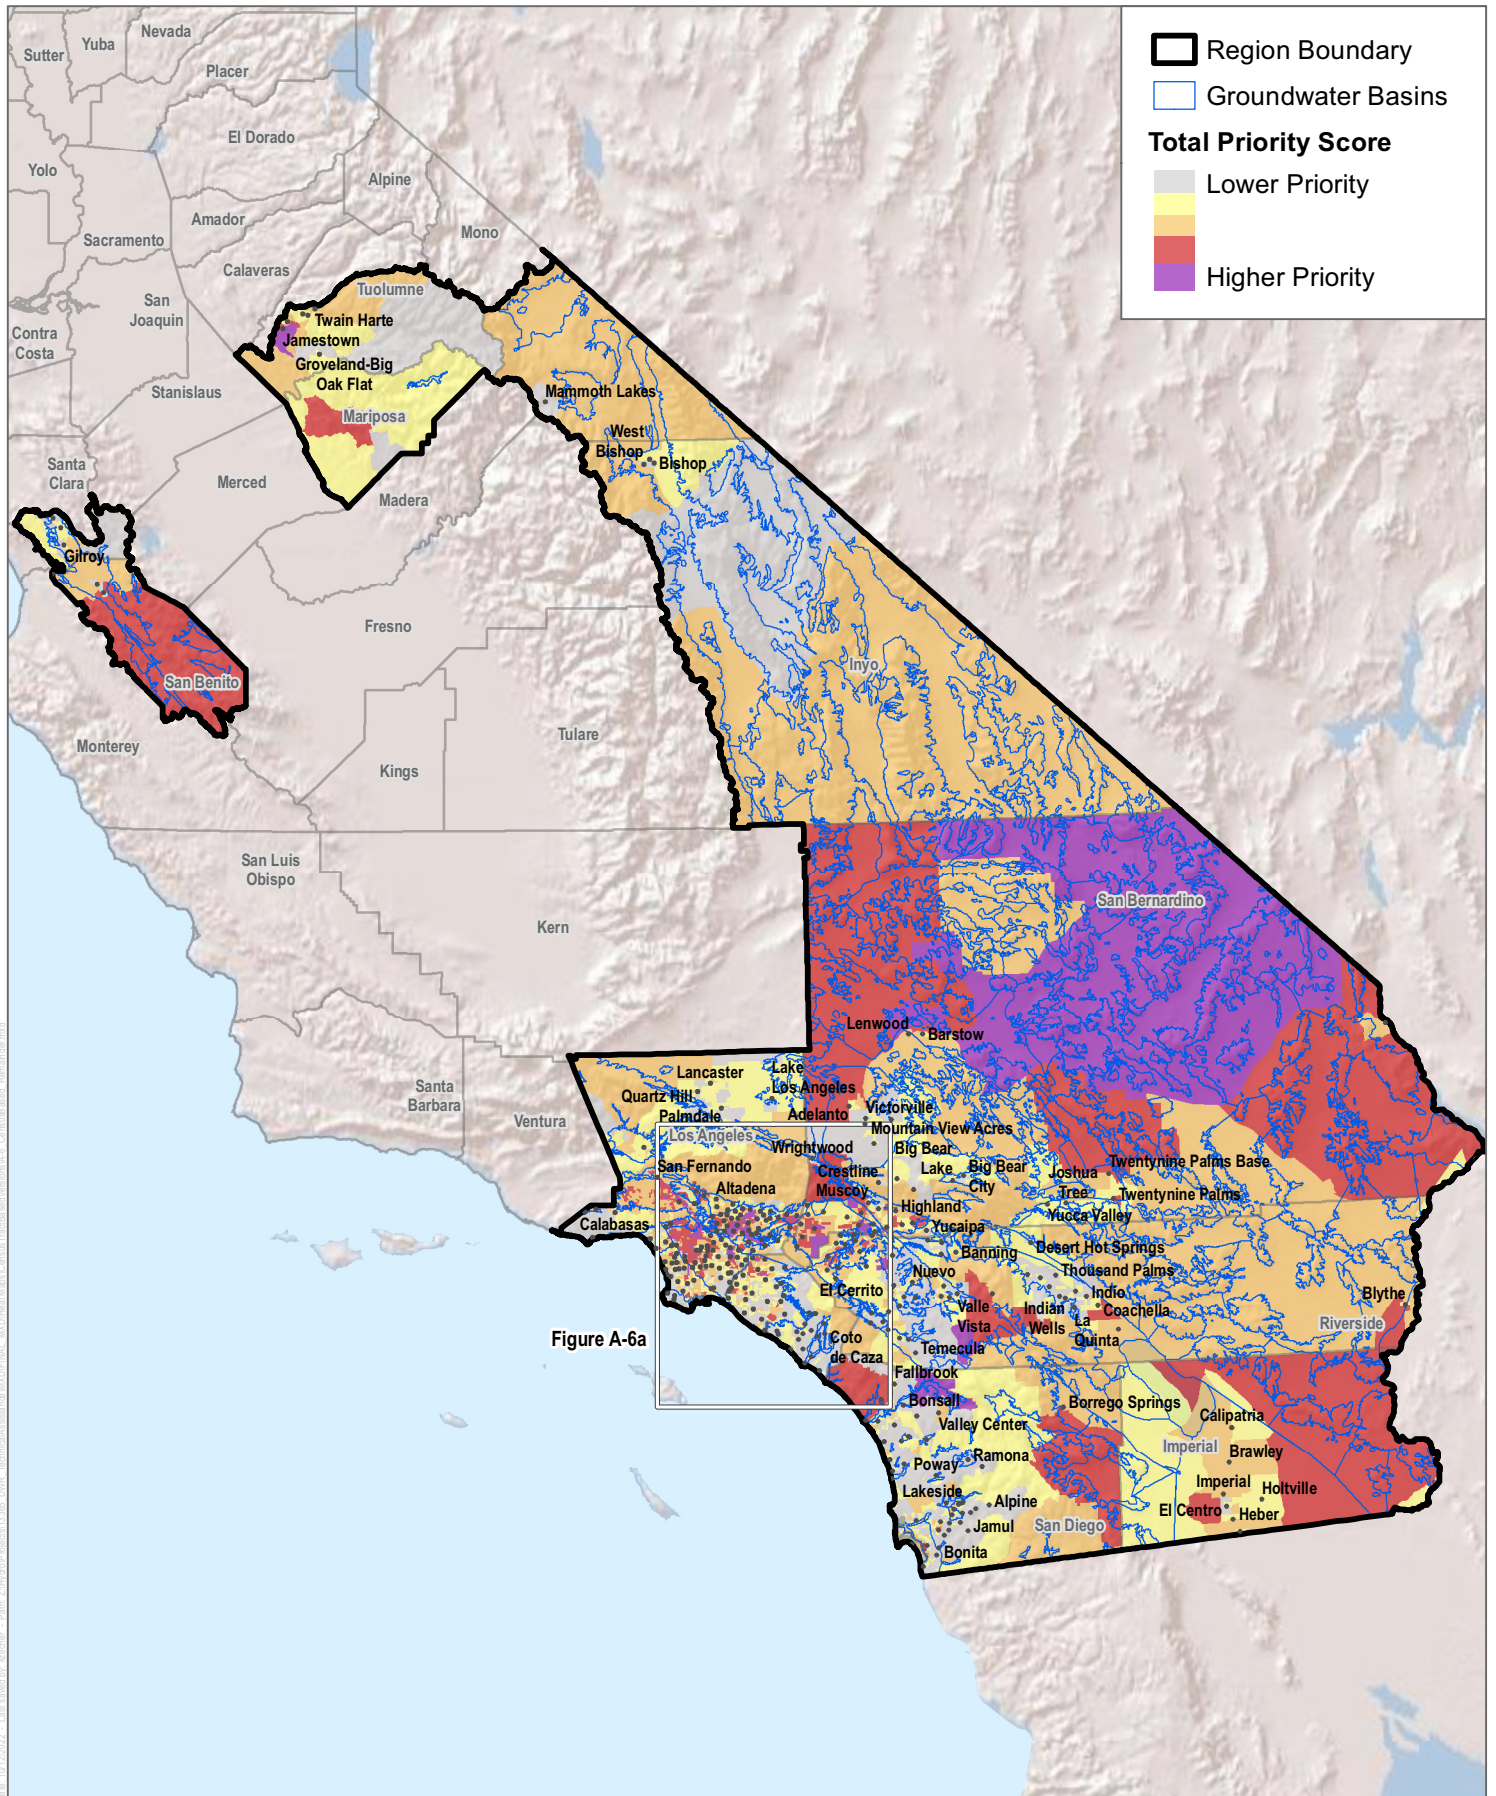 Region Boundary
Groundwater Basins
Total Priority Score
Lower Priority
Higher Priority
Nevada
Yuba
Sutter
Placer
El Dorado
Yolo
Alpine
Amador
Mono
Sacramento
Calaveras
Tuolumne
San
Joaquin
Contra
Costa
Twain Harte
Jamestown
Groveland-Big
Oak Flat
Stanislaus
Mariposa
Mammoth Lakes
West
Bishop
Bishop
Santa
Clara
Merced
Madera
Gilroy
Fresno
San Benito
Inyo
Monterey
Tulare
Kings
San Luis
Obispo
San Bernardino
Kern
Lenwood
Barstow
Santa
Barbara
Ventura
Lancaster
Lake
Los Angeles
Quartz Hill
Palmdale
Adelanto
Victorville
Mountain View Acres
Los Angeles
Wrightwood
Big Bear
Lake
Big Bear
City
San Fernando
Altadena
Crestline
Muscoy
Joshua
Tree
Twentynine Palms Base
Twentynine Palms
Yucca Valley
Calabasas
Highland
Yucaipa
Banning
Desert Hot Springs
Thousand Palms
Nuevo
Indio
El Cerrito
Valle
Vista
Indian
Wells
La
Quinta
Coachella
Blythe
Riverside
Figure A-6a
Coto
de Caza
Temecula
Fallbrook
Bonsall
Valley Center
Borrego Springs
Calipatria
Imperial
Brawley
Poway
Ramona
Lakeside
Imperial
Holtville
El Centro
Heber
Alpine
Jamul
San Diego
Bonita